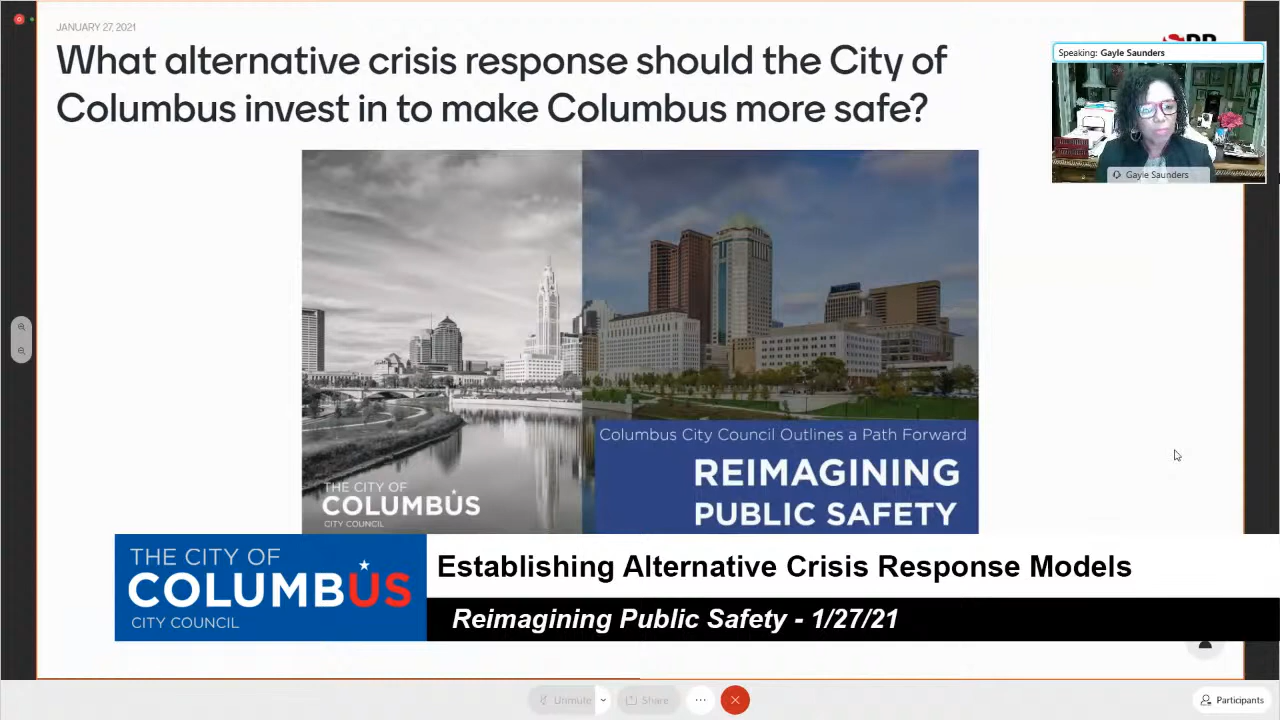 JANUARY 27, 2021
What alternative crisis response should the City of
Columbus invest in to make Columbus more safe?
Speaking: Gayle Saunders
Gayle Saunders
Columbus City Council Outlines a Path Forward
REIMAGINING
PUBLIC SAFETY
THE CITY OF
COLUMBUS
CITY COUNCIL
THE CITY OF
COLUMBUS
CITY COUNCIL
Establishing Alternative Crisis Response Models
Reimagining Public Safety - 1/27/21
Unmute
Share
Participants